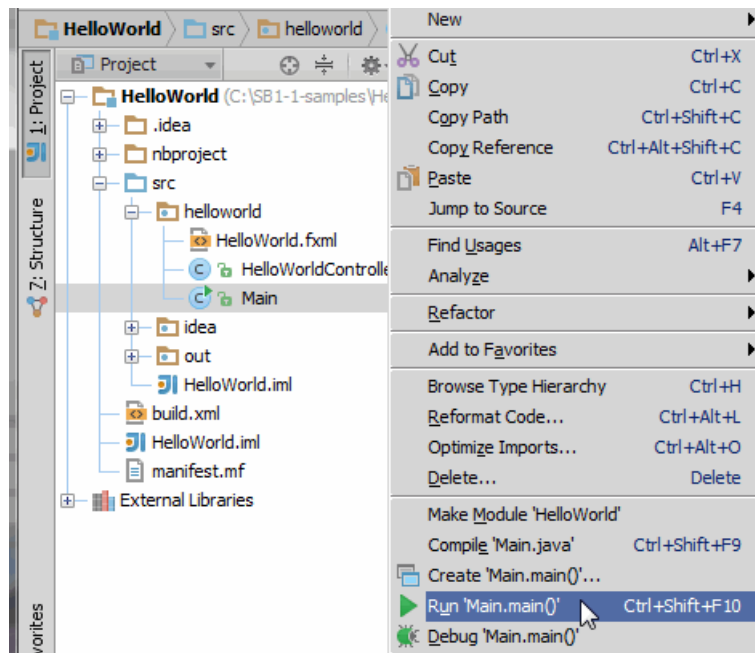 HelloWorld src helloworld
1: Project
Project
HelloWorld (C:\SB1-1-samples\He
.idea
nbproject
src
helloworld
HelloWorld.fxml
HelloWorldControlle
Main
idea
out
HelloWorld.iml
build.xml
HelloWorld.iml
manifest.mf
External Libraries
7: Structure
vorites
New
Cut Ctrl+X
Copy Ctrl+C
Copy Path Ctrl+Shift+C
Copy Reference Ctrl+Alt+Shift+C
Paste Ctrl+V
Jump to Source F4
Find Usages Alt+F7
Analyze
Refactor
Add to Favorites
Browse Type Hierarchy Ctrl+H
Reformat Code... Ctrl+Alt+L
Optimize Imports... Ctrl+Alt+O
Delete... Delete
Make Module 'HelloWorld'
Compile 'Main.java' Ctrl+Shift+F9
Create 'Main.main()'...
Run 'Main.main()' Ctrl+Shift+F10
Debug 'Main.main()'